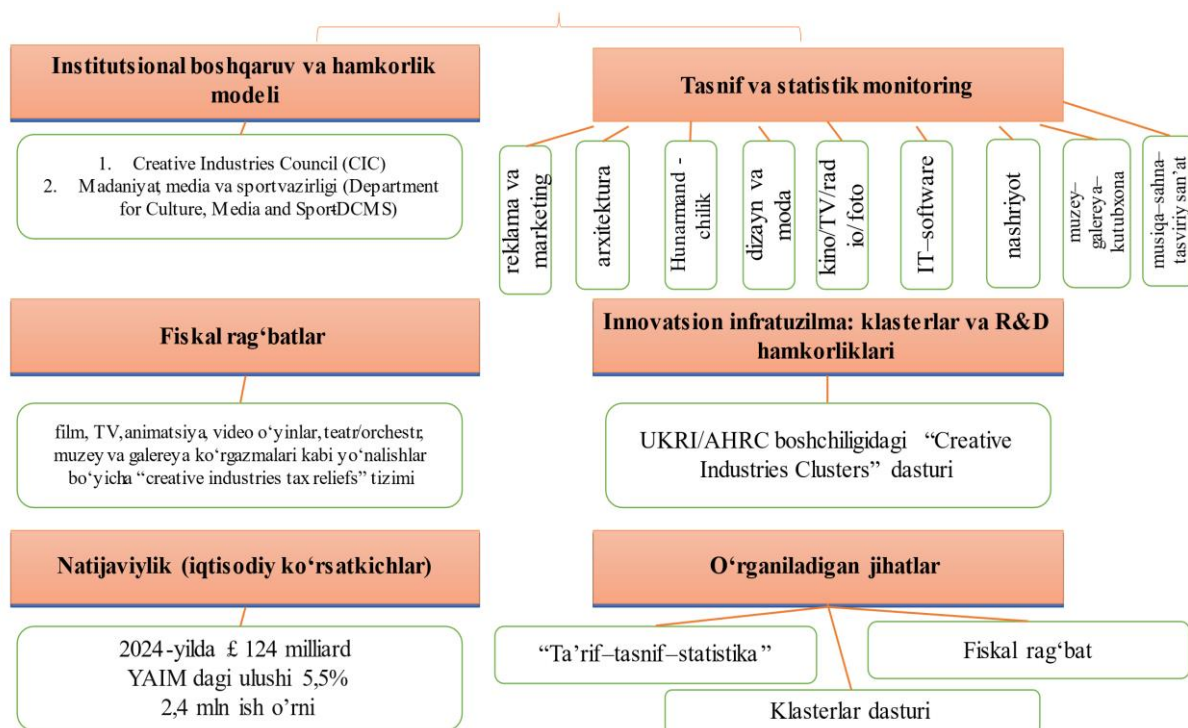 Institutsional boshqaruv va hamkorlik
modeli
1. Creative Industries Council (CIC)
2. Madaniyat, media va sportvazirligi (Department
for Culture, Media and Sport-DCMS)
Tasnif va statistik monitoring
reklama va
marketing
arxitektura
Hunarmand -
chilik
dizayn va
moda
kino/TV/rad
io/foto
IT–software
nashriyot
muzey–
galereya–
kutubxona
musiqa–sahna–
tasviriy san’at
Fiskal rag‘batlar
film, TV, animatsiya, video o‘yinlar, teatr/orchestr,
muzey va galereya ko‘rgazmalari kabi yo‘nalishlar
bo‘yicha “creative industries tax reliefs” tizimi
Innovatsion infratuzilma: klasterlar va R&D
hamkorliklari
UKRI/AHRC boshchiligidagi “Creative
Industries Clusters” dasturi
Natijaviylik (iqtisodiy ko‘rsatkichlar)
2024-yilda £ 124 milliard
YAIM dagi ulushi 5,5%
2,4 mln ish o’rni
O‘rganiladigan jihatlar
“Ta’rif–tasnif–statistika”
Fiskal rag‘bat
Klasterlar dasturi